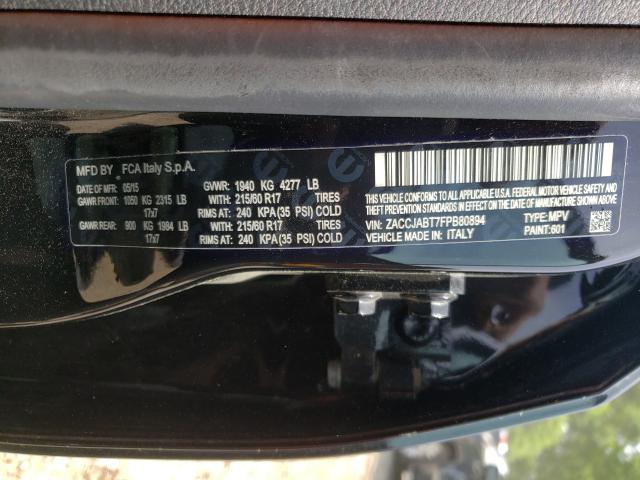 MFD BY FCA Italy S.p.A.
DATE OF MFR: 05/15 GVWR: 1940 KG 4277 LB
GAWR FRONT: 1050 KG 2315 LB WITH: 215/60 R17 TIRES
17x7 RIMS AT: 240 KPA(35 PSI) COLD
GAWR REAR: 900 KG 1984 LB WITH: 215/60 R17 TIRES
17x7 RIMS AT: 240 KPA(35 PSI) COLD
THIS VEHICLE CONFORMS TO ALL APPLICABLE FEDERAL MOTOR VEHICLE
SAFETY, BUMPER, AND THEFT PREVENTION STANDARDS IN EFFECT ON
THE DATE OF MANUFACTURE SHOWN ABOVE.
VIN: ZACCJABT7FPB80894 TYPE: MPV
VEHICLE MADE IN: ITALY PAINT: 601